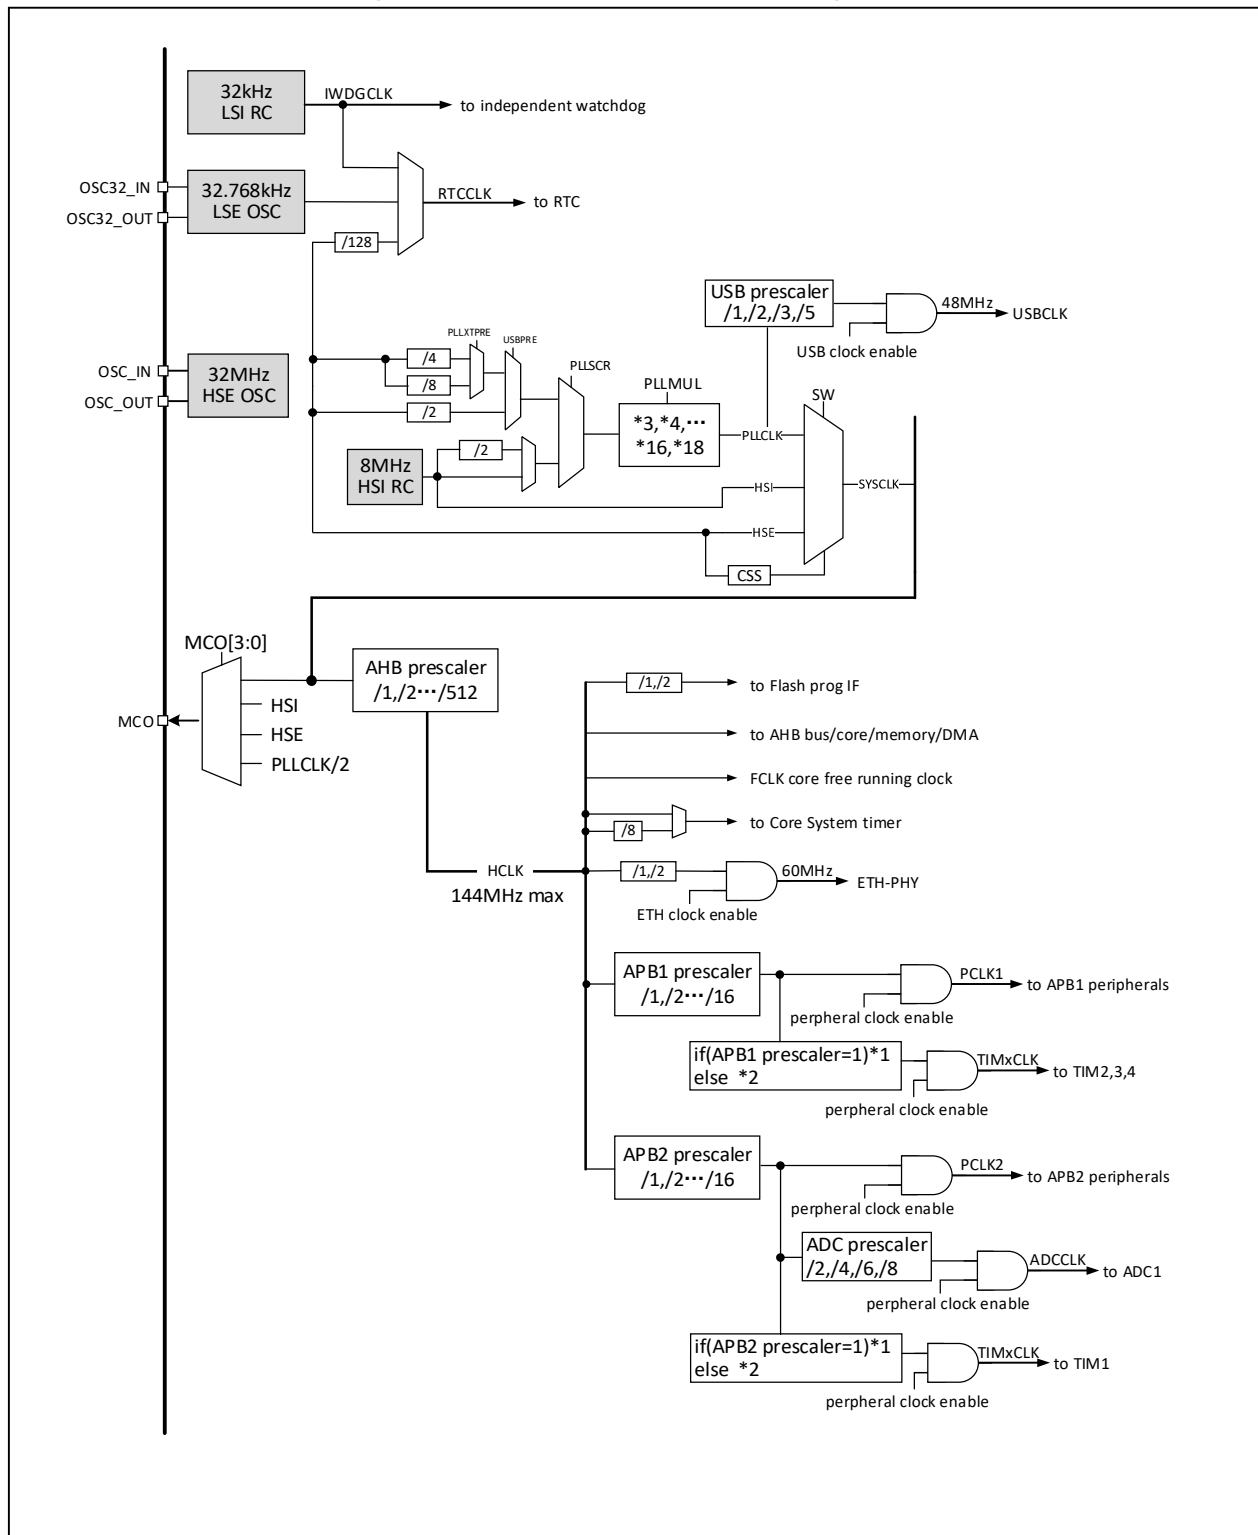 32kHz
LSI RC
IWDGCLK
to independent watchdog
OSC32_IN
OSC32_OUT
32.768kHz
LSE OSC
RTCCLK
to RTC
/128
USB prescaler
/1,/2,/3,/5
48MHz
USBCLK
USB clock enable
PLLXTPRE
USBPRE
/4
/8
/2
OSC_IN
OSC_OUT
32MHz
HSE OSC
PLLSCR
PLLMUL
*3,*4,···
*16,*18
PLLCLK
SW
/2
8MHz
HSI RC
HSI
SYSCLK
HSE
CSS
MCO[3:0]
AHB prescaler
/1,/2···/512
HSI
MCO
HSE
PLLCLK/2
/1,/2
to Flash prog IF
to AHB bus/core/memory/DMA
FCLK core free running clock
/8
to Core System timer
HCLK
144MHz max
/1,/2
60MHz
ETH-PHY
ETH clock enable
APB1 prescaler
/1,/2···/16
PCLK1
to APB1 peripherals
perpheral clock enable
if(APB1 prescaler=1)*1
else *2
TIMxCLK
to TIM2,3,4
perpheral clock enable
APB2 prescaler
/1,/2···/16
PCLK2
to APB2 peripherals
perpheral clock enable
ADC prescaler
/2,/4,/6,/8
ADCCLK
to ADC1
perpheral clock enable
if(APB2 prescaler=1)*1
else *2
TIMxCLK
to TIM1
perpheral clock enable